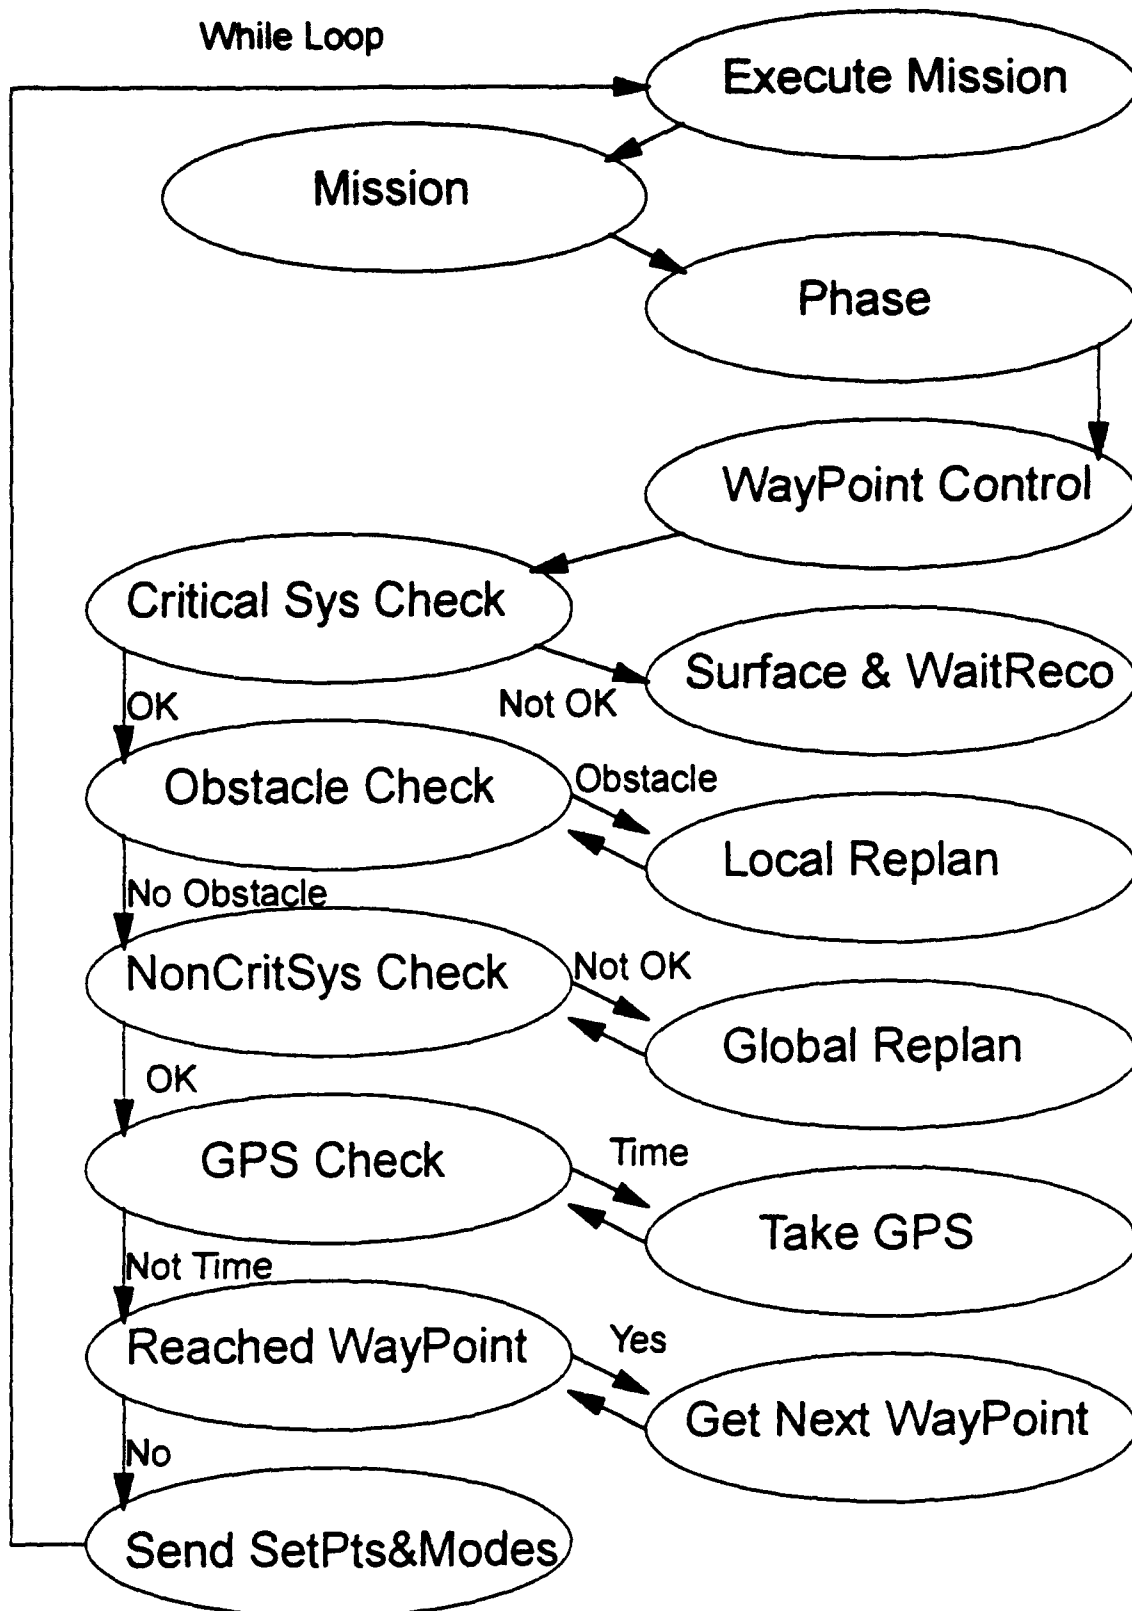 While Loop
Execute Mission
Mission
Phase
WayPoint Control
Critical Sys Check
Surface & WaitReco
OK
Not OK
Obstacle Check
Obstacle
Local Replan
No Obstacle
NonCritSys Check
Not OK
Global Replan
OK
GPS Check
Time
Take GPS
Not Time
Reached WayPoint
Yes
Get Next WayPoint
No
Send SetPts&Modes